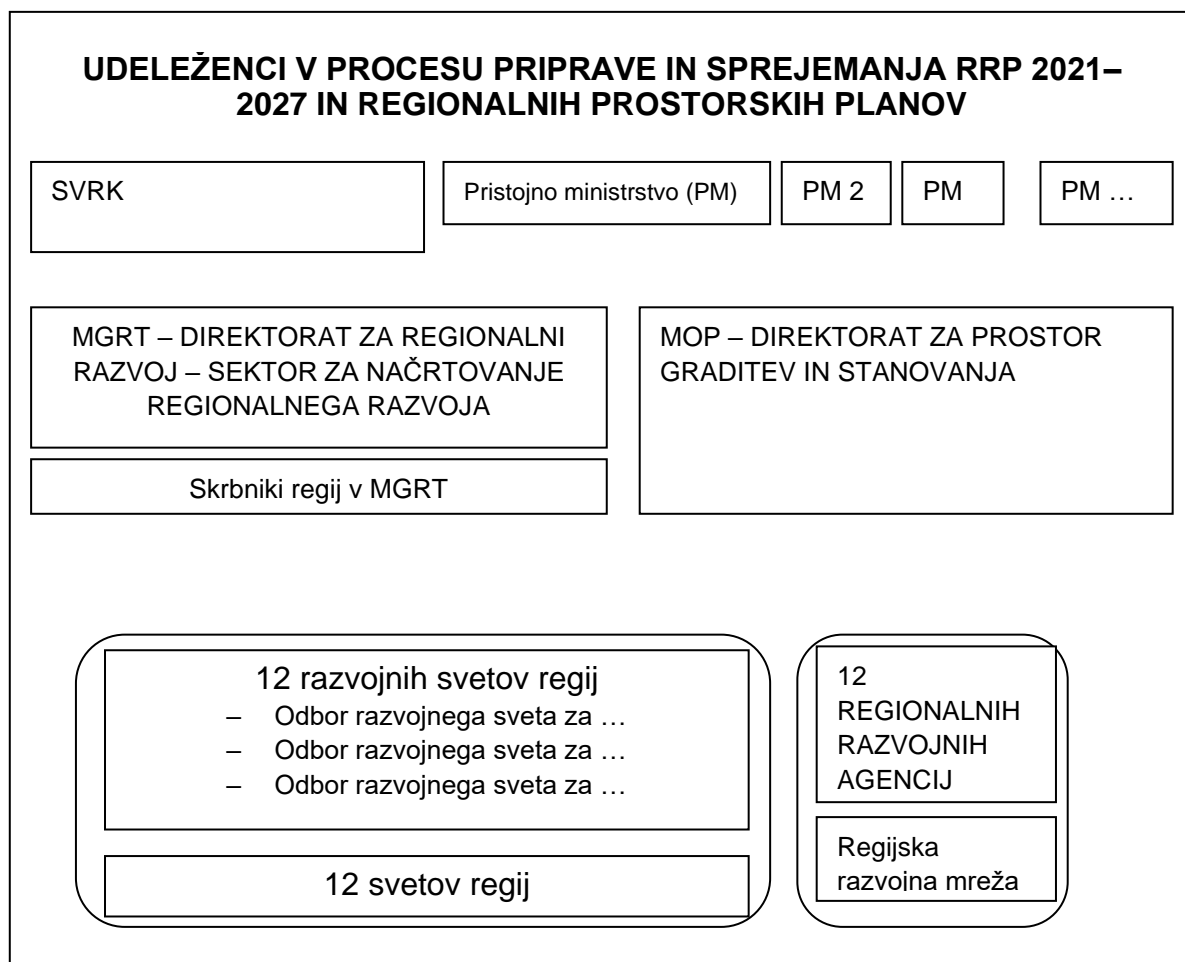 UDELEŽENCI V PROCESU PRIPRAVE IN SPREJEMANJA RRP 2021–
2027 IN REGIONALNIH PROSTORSKIH PLANOV
SVRK
Pristojno ministrstvo (PM)
PM 2
PM
PM …
MGRT – DIREKTORAT ZA REGIONALNI
RAZVOJ – SEKTOR ZA NAČRTOVANJE
REGIONALNEGA RAZVOJA
MOP – DIREKTORAT ZA PROSTOR
GRADITEV IN STANOVANJA
Skrbniki regij v MGRT
12 razvojnih svetov regij
– Odbor razvojnega sveta za …
– Odbor razvojnega sveta za …
– Odbor razvojnega sveta za …
12 svetov regij
12
REGIONALNIH
RAZVOJNIH
AGENCIJ
Regijska
razvojna mreža